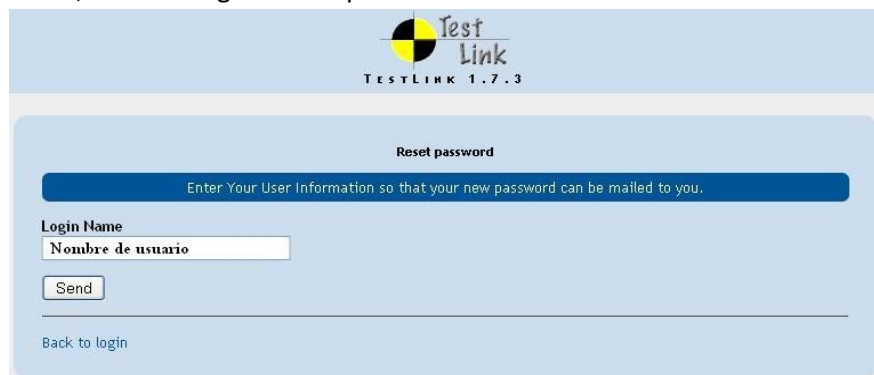 Test
Link
TESTLINK 1.7.3
Reset password
Enter Your User Information so that your new password can be mailed to you.
Login Name
Nombre de usuario
Send
Back to login